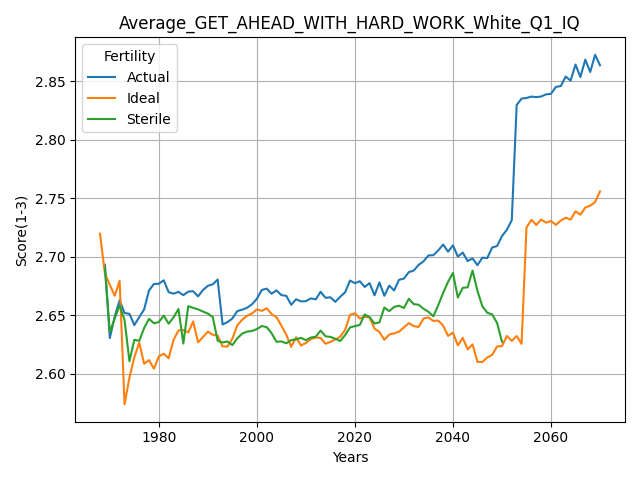 Average_GET_AHEAD_WITH_HARD_WORK_White_Q1_IQ
Fertility
Actual
Ideal
Sterile
Score(1-3)
2.85
2.80
2.75
2.70
2.65
2.60
1980
2000
2020
2040
2060
Years